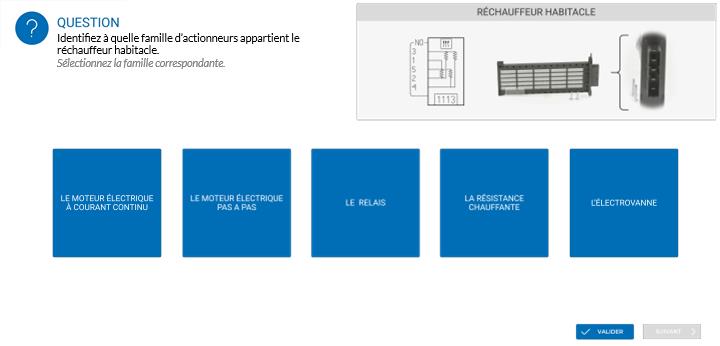 ?
QUESTION
Identifiez à quelle famille d'actionneurs appartient le
réchauffeur habitacle.
Sélectionnez la famille correspondante.
RÉCHAUFFEUR HABITACLE
NO
3
1
5
2
4
1113
LE MOTEUR ÉLECTRIQUE
À COURANT CONTINU
LE MOTEUR ÉLECTRIQUE
PAS A PAS
LE RELAIS
LA RÉSISTANCE
CHAUFFANTE
L'ÉLECTROVANNE
VALIDER
SUIVANT